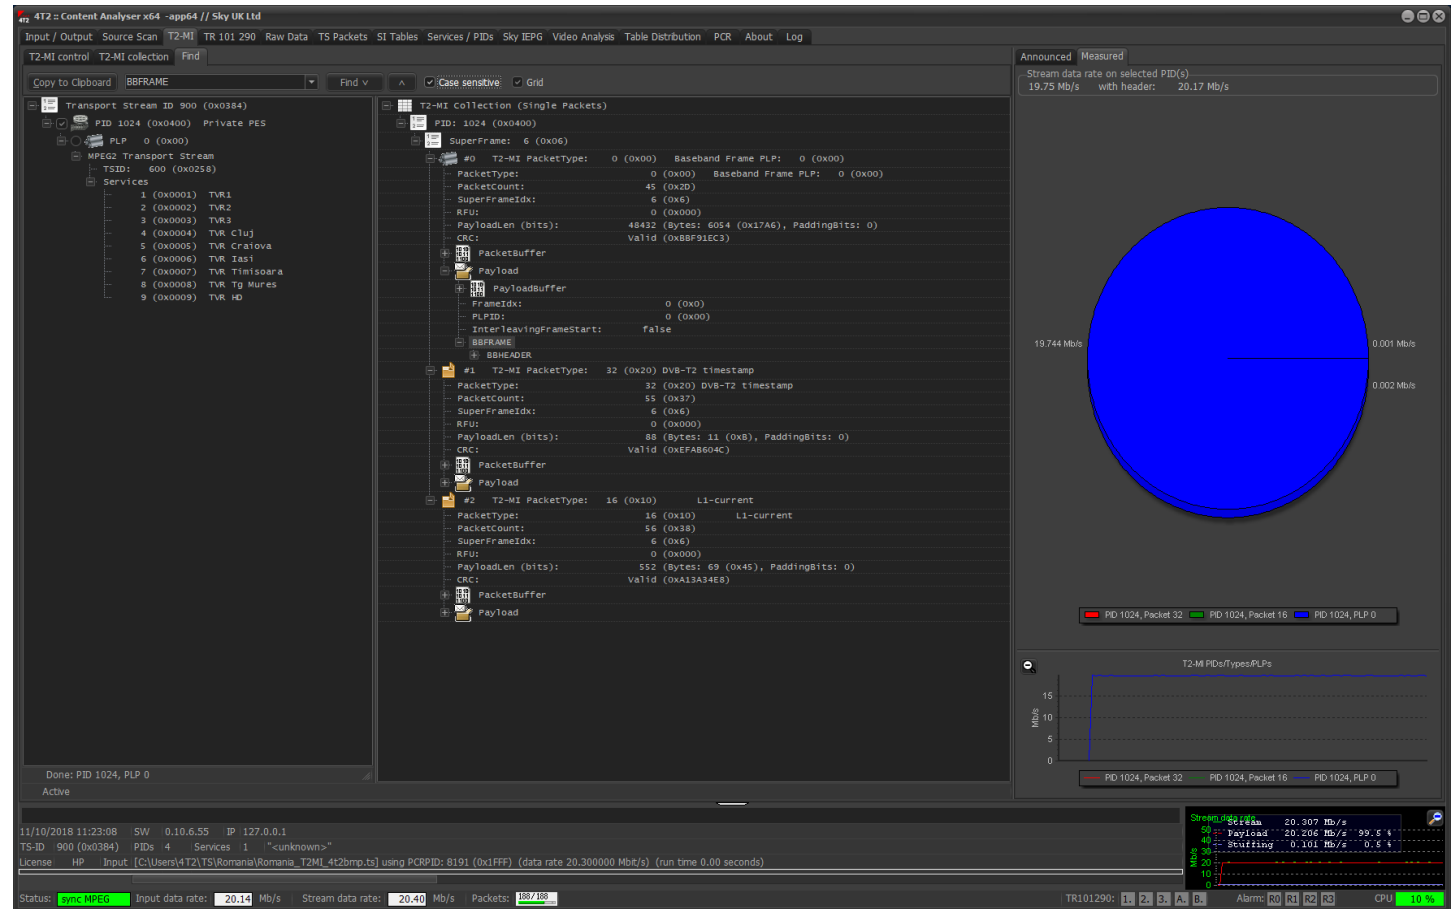 4T2 :: Content Analyser x64 -app64 // Sky UK Ltd
Input / Output Source Scan T2-MI TR 101 290 Raw Data TS Packets SI Tables Services / PIDs Sky IEPG Video Analysis Table Distribution PCR About Log
T2-MI control T2-MI collection Find
Copy to Clipboard BBFRAME Find v ^ Case sensitive Grid
Transport Stream ID 900 (0x0384)
PID 1024 (0x0400) Private PES
PLP 0 (0x00)
MPEG2 Transport Stream
TSID: 600 (0x0258)
Services
1 (0x0001) TVR1
2 (0x0002) TVR2
3 (0x0003) TVR3
4 (0x0004) TVR Cluj
5 (0x0005) TVR Craiova
6 (0x0006) TVR Iasi
7 (0x0007) TVR Timisoara
8 (0x0008) TVR Tg Mures
9 (0x0009) TVR HD
Done: PID 1024, PLP 0
Active
T2-MI Collection (Single Packets)
PID: 1024 (0x0400)
SuperFrame: 6 (0x06)
#0 T2-MI PacketType: 0 (0x00) Baseband Frame PLP: 0 (0x00)
PacketType: 0 (0x00) Baseband Frame PLP: 0 (0x00)
PacketCount: 45 (0x2D)
SuperFrameIdx: 6 (0x6)
RFU: 0 (0x000)
PayloadLen (bits): 48432 (Bytes: 6054 (0x17A6), PaddingBits: 0)
CRC: Valid (0xBBF91EC3)
PacketBuffer
Payload
PayloadBuffer
FrameIdx: 0 (0x0)
PLPID: 0 (0x00)
InterleavingFrameStart: false
BBFRAME
BBHEADER
#1 T2-MI PacketType: 32 (0x20) DVB-T2 timestamp
PacketType: 32 (0x20) DVB-T2 timestamp
PacketCount: 55 (0x37)
SuperFrameIdx: 6 (0x6)
RFU: 0 (0x000)
PayloadLen (bits): 88 (Bytes: 11 (0xB), PaddingBits: 0)
CRC: Valid (0xEFAB604C)
PacketBuffer
Payload
#2 T2-MI PacketType: 16 (0x10) L1-current
PacketType: 16 (0x10) L1-current
PacketCount: 56 (0x38)
SuperFrameIdx: 6 (0x6)
RFU: 0 (0x000)
PayloadLen (bits): 552 (Bytes: 69 (0x45), PaddingBits: 0)
CRC: Valid (0xA13A34E8)
PacketBuffer
Payload
Announced Measured
Stream data rate on selected PID(s)
19.75 Mb/s with header: 20.17 Mb/s
19.744 Mb/s
0.001 Mb/s
0.002 Mb/s
PID 1024, Packet 32 PID 1024, Packet 16 PID 1024, PLP 0
T2-MI PIDs/Types/PLPs
Mb/s
15
10
5
0
PID 1024, Packet 32 PID 1024, Packet 16 PID 1024, PLP 0
11/10/2018 11:23:08 SW 0.10.6.55 IP 127.0.0.1
TS-ID 900 (0x0384) PIDs 4 Services 1 "<unknown>"
License HP Input [C:\Users\4T2\TS\Romania\Romania_T2MI_4t2bmp.ts] using PCRPID: 8191 (0x1FFF) (data rate 20.300000 Mbit/s) (run time 0.00 seconds)
Stream data rate
Stream 20.307 Mb/s
Payload 20.206 Mb/s 99.5 %
Stuffing 0.101 Mb/s 0.5 %
Mb/s
50
40
30
20
10
0
Status: sync MPEG Input data rate: 20.14 Mb/s Stream data rate: 20.40 Mb/s Packets: 188/188 TR101290: 1. 2. 3. A. B. Alarm: R0 R1 R2 R3 CPU 10 %